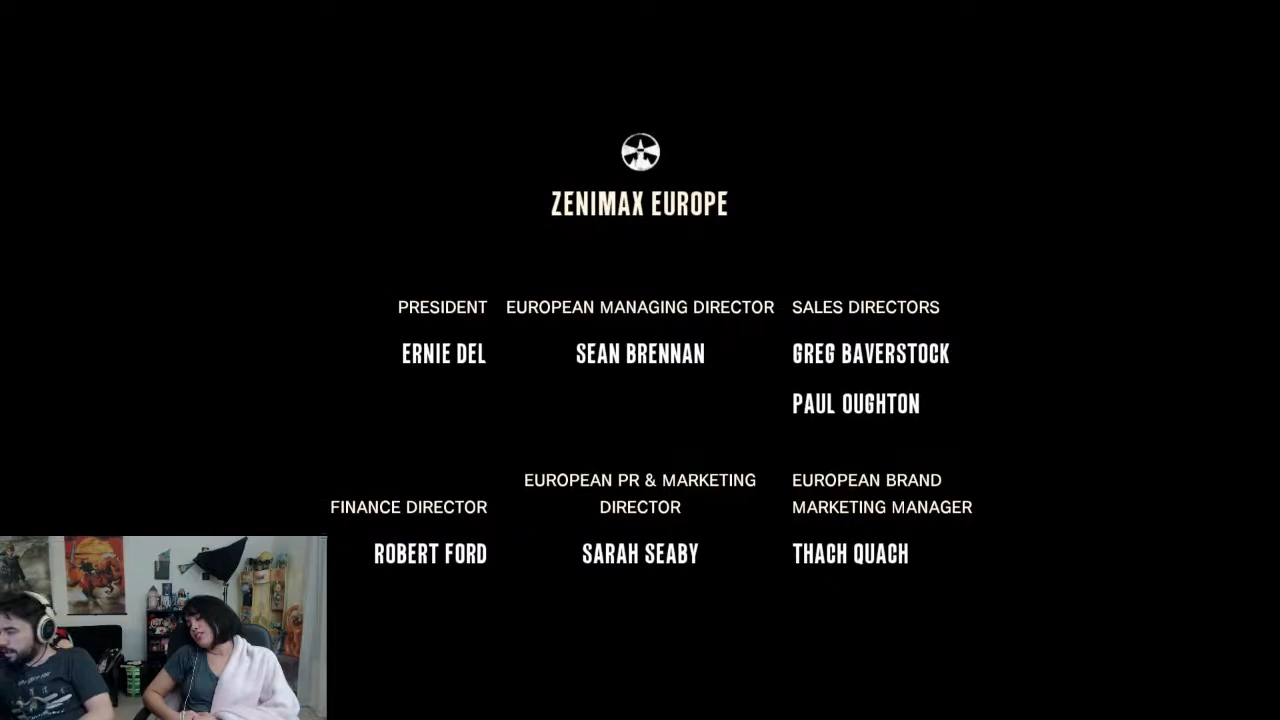 ZENIMAX EUROPE
PRESIDENT
ERNIE DEL
EUROPEAN MANAGING DIRECTOR
SEAN BRENNAN
SALES DIRECTORS
GREG BAVERSTOCK
PAUL OUGHTON
FINANCE DIRECTOR
ROBERT FORD
EUROPEAN PR & MARKETING
DIRECTOR
SARAH SEABY
EUROPEAN BRAND
MARKETING MANAGER
THACH QUACH